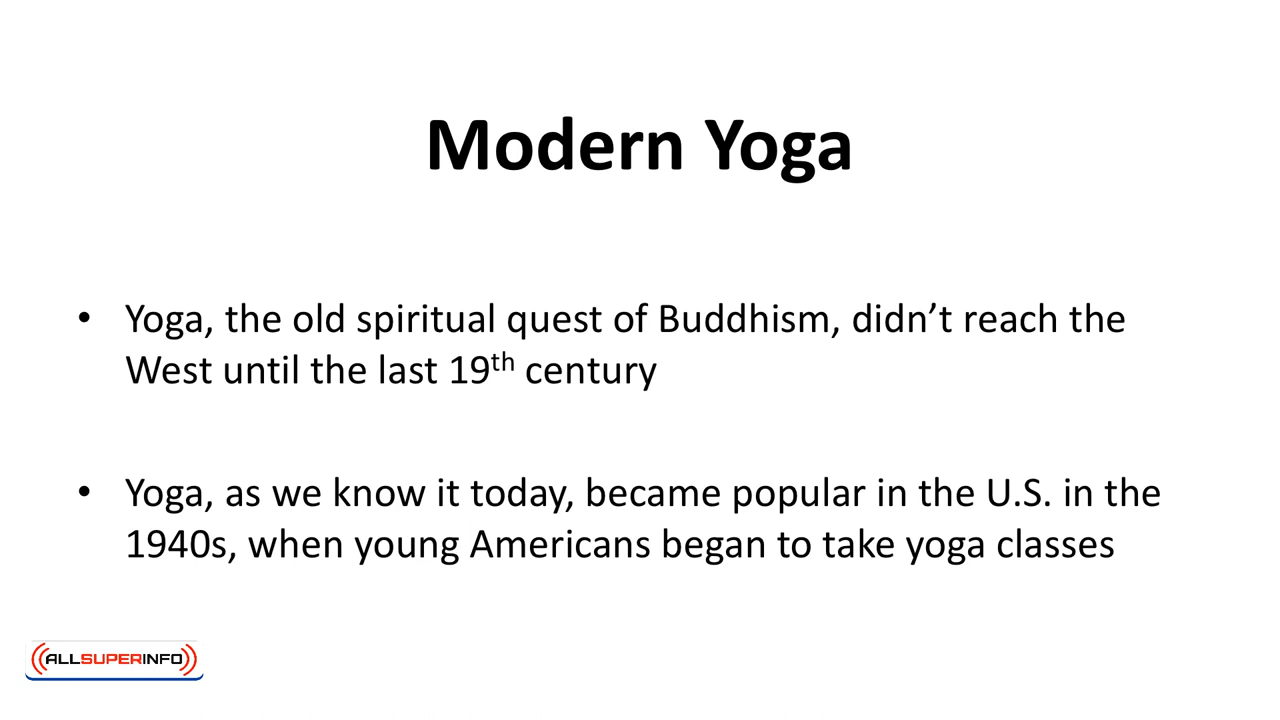 Modern Yoga
• Yoga, the old spiritual quest of Buddhism, didn’t reach the
West until the last 19th century
• Yoga, as we know it today, became popular in the U.S. in the
1940s, when young Americans began to take yoga classes
ALLSUPERINFO